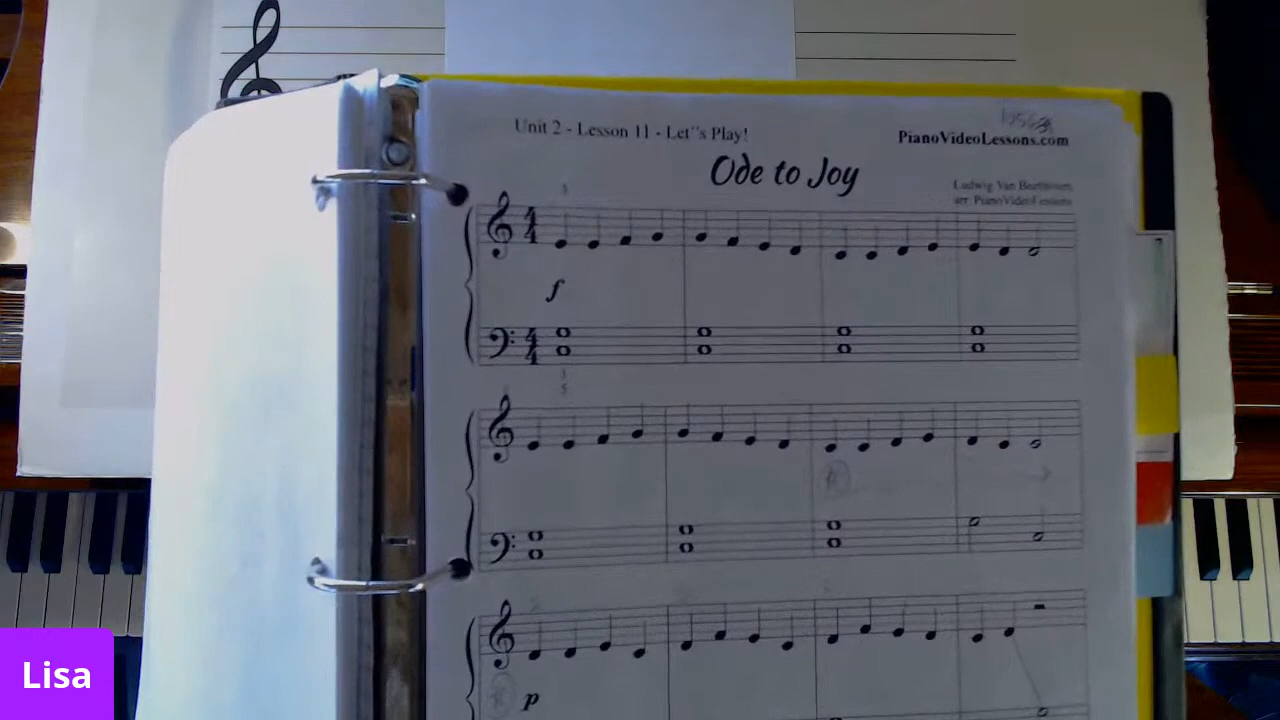 Unit 2 - Lesson 11 - Let"s Play!
PianoVideoLessons.com
Ode to Joy
Ludwig Van Beethoven
arr. PianoVideoLessons
f
p
Lisa